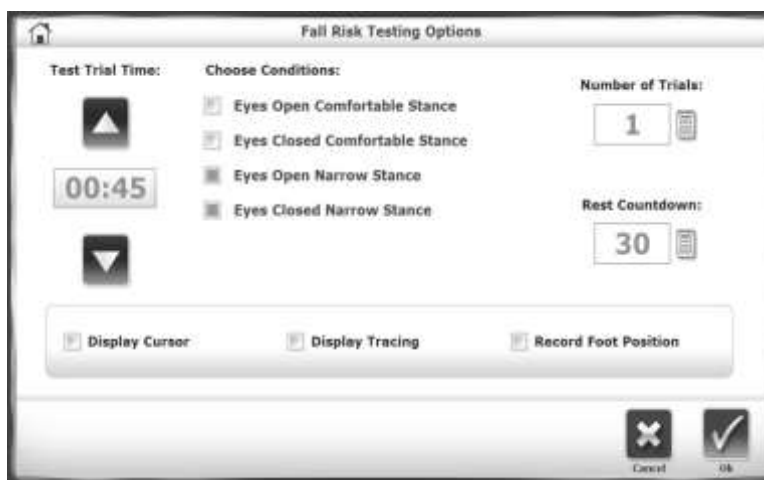 Fall Risk Testing Options
Test Trial Time:
00:45
Choose Conditions:
Eyes Open Comfortable Stance
Eyes Closed Comfortable Stance
Eyes Open Narrow Stance
Eyes Closed Narrow Stance
Number of Trials:
1
Rest Countdown:
30
Display Cursor
Display Tracing
Record Foot Position
Cancel
Ok